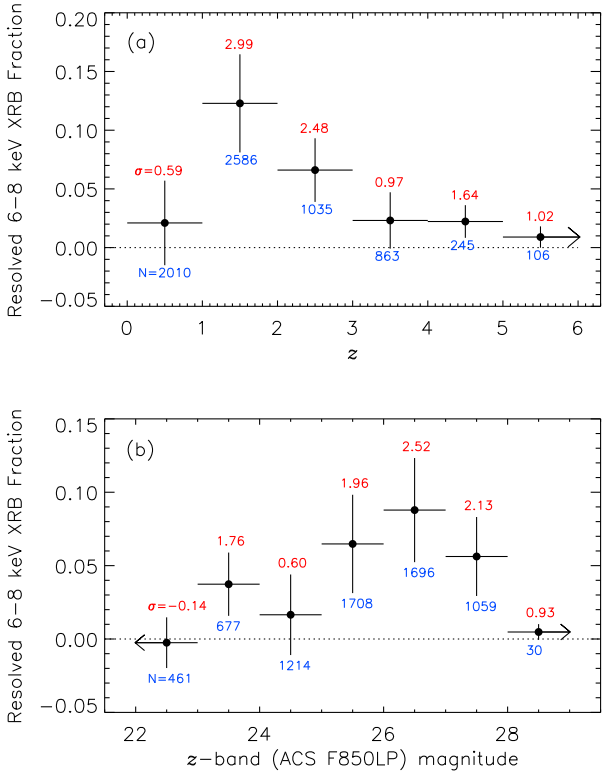 0.20
(a)
2.99
0.15
2586
2.48
0.10
σ=0.59
1035
0.97
1.64
0.05
1.02
0.00
N=2010
863
245
106
−0.05
Resolved 6−8 keV XRB Fraction
0 1 2 3 4 5 6
z
0.15
(b)
2.52
1.96
2.13
0.10
1.76
1696
1708
1059
0.60
0.05
σ=−0.14
677
0.93
0.00
N=461
1214
30
−0.05
Resolved 6−8 keV XRB Fraction
22 24 26 28
z−band (ACS F850LP) magnitude